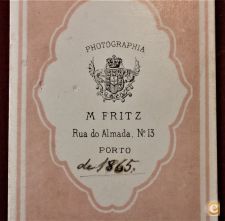 PHOTOGRAPHIA
M FRITZ
Rua do Almada, Nº 13
PORTO
de 1865.